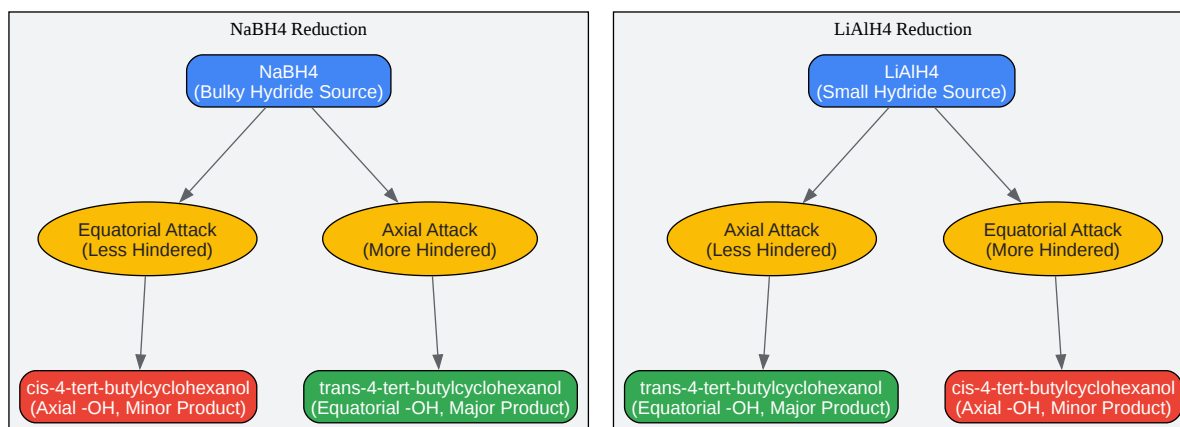 NaBH4 Reduction
NaBH4
(Bulky Hydride Source)
Equatorial Attack
(Less Hindered)
Axial Attack
(More Hindered)
cis-4-tert-butylcyclohexanol
(Axial -OH, Minor Product)
trans-4-tert-butylcyclohexanol
(Equatorial -OH, Major Product)
LiAlH4 Reduction
LiAlH4
(Small Hydride Source)
Axial Attack
(Less Hindered)
Equatorial Attack
(More Hindered)
trans-4-tert-butylcyclohexanol
(Equatorial -OH, Major Product)
cis-4-tert-butylcyclohexanol
(Axial -OH, Minor Product)